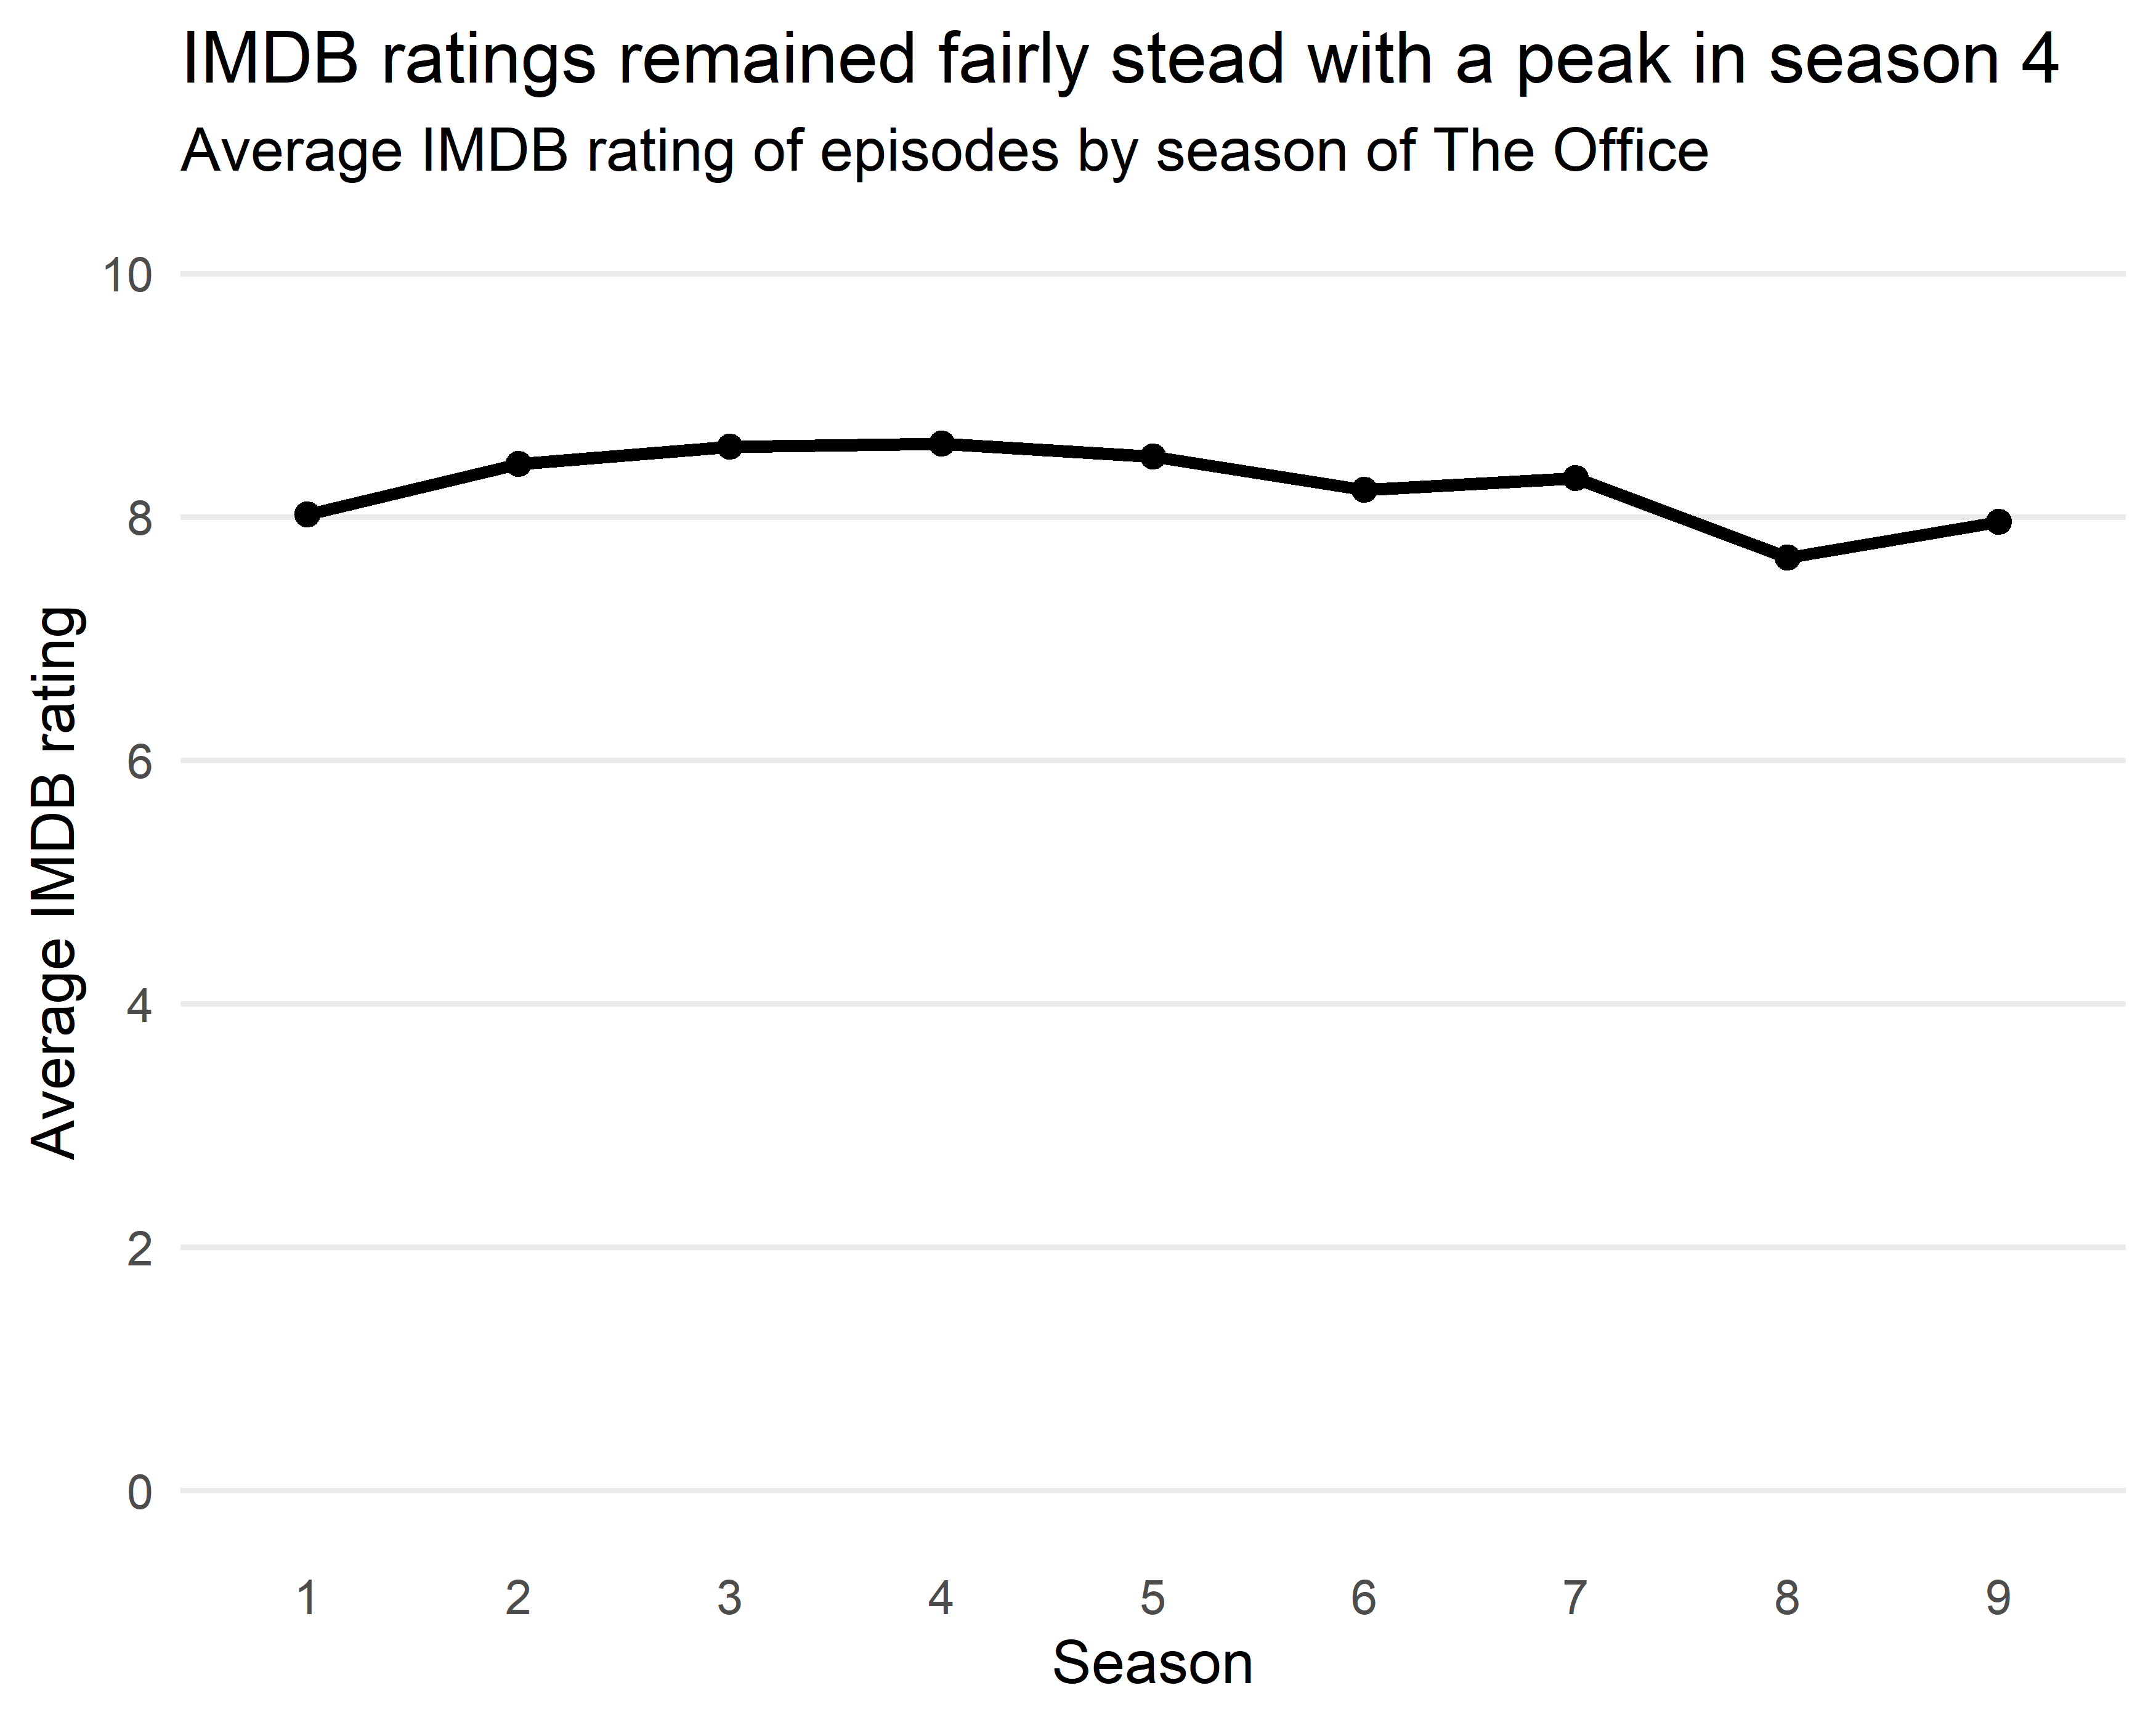 IMDB ratings remained fairly stead with a peak in season 4
Average IMDB rating of episodes by season of The Office
10
8
6
4
2
0
Average IMDB rating
1 2 3 4 5 6 7 8 9
Season